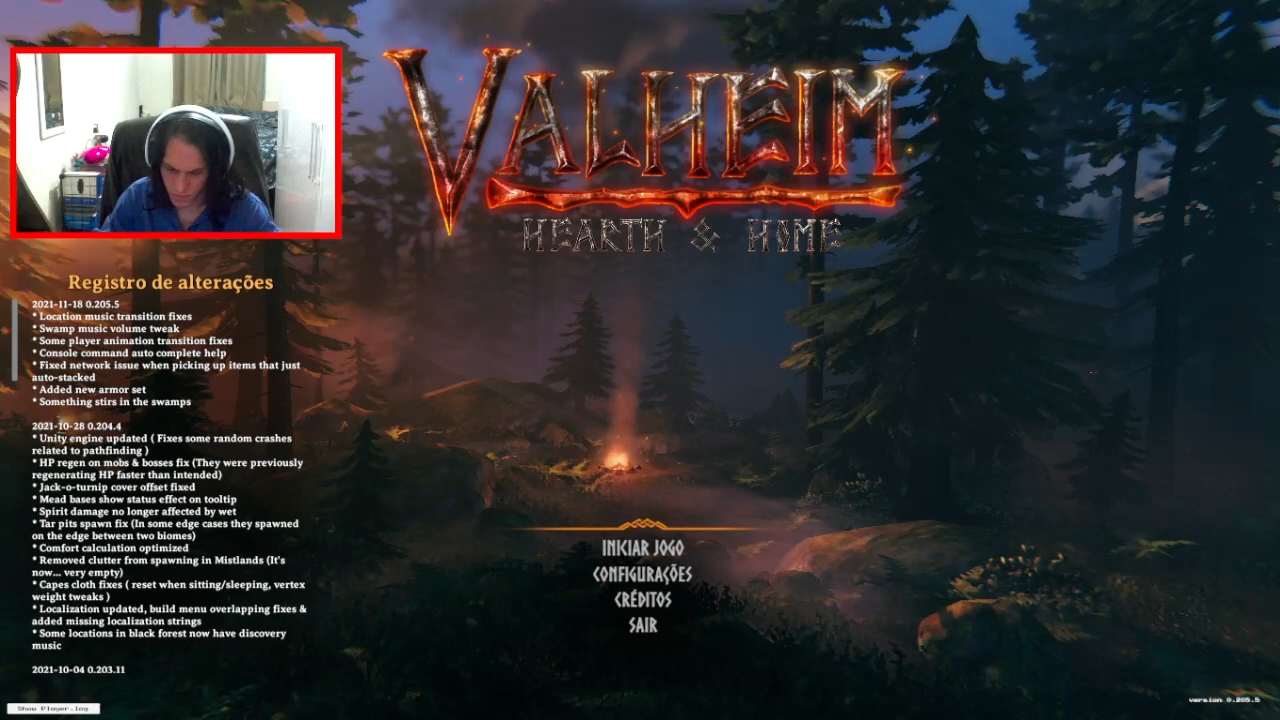 VALHEIM
HEARTH & HOME
Registro de alterações
2021-11-18 0.205.5
* Location music transition fixes
* Swamp music volume tweak
* Some player animation transition fixes
* Console command auto complete help
* Fixed network issue when picking up items that just
auto-stacked
* Added new armor set
* Something stirs in the swamps
2021-10-28 0.204.4
* Unity engine updated ( Fixes some random crashes
related to pathfinding )
* HP regen on mobs & bosses fix (They were previously
regenerating HP faster than intended)
* Jack-o-turnip cover offset fixed
* Mead bases show status effect on tooltip
* Spirit damage no longer affected by wet
* Tar pits spawn fix (In some edge cases they spawned
on the edge between two biomes)
* Comfort calculation optimized
* Removed clutter from spawning in Mistlands (It's
now... very empty)
* Capes cloth fixes ( reset when sitting/sleeping, vertex
weight tweaks )
* Localization updated, build menu overlapping fixes &
added missing localization strings
* Some locations in black forest now have discovery
music
2021-10-04 0.203.11
INICIAR JOGO
CONFIGURAÇÕES
CRÉDITOS
SAIR
Show Player.log
version 0.205.5